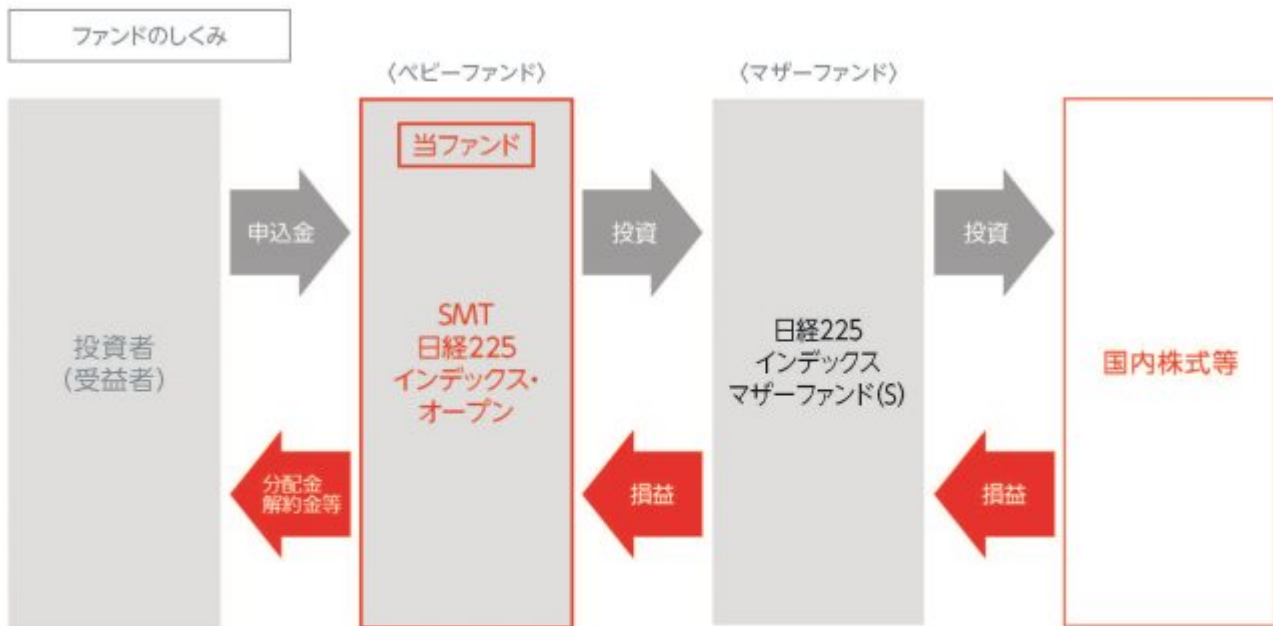 ファンドのしくみ
〈ベビーファンド〉
〈マザーファンド〉
当ファンド
申込金
投資
投資
投資者
(受益者)
SMT
日経225
インデックス・
オープン
日経225
インデックス
マザーファンド(S)
国内株式等
分配金
解約金等
損益
損益